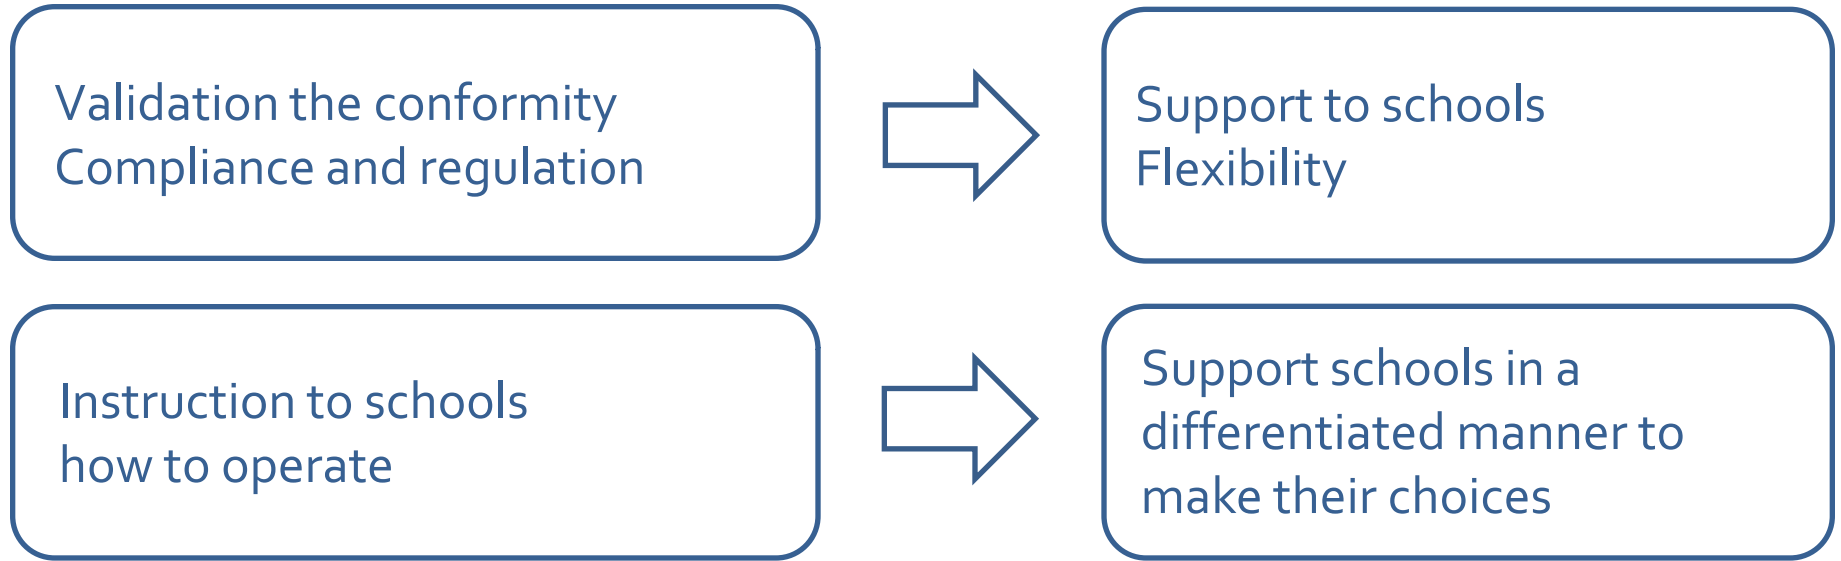 Validation the conformity
Compliance and regulation
Support to schools
Flexibility
Instruction to schools
how to operate
Support schools in a
differentiated manner to
make their choices